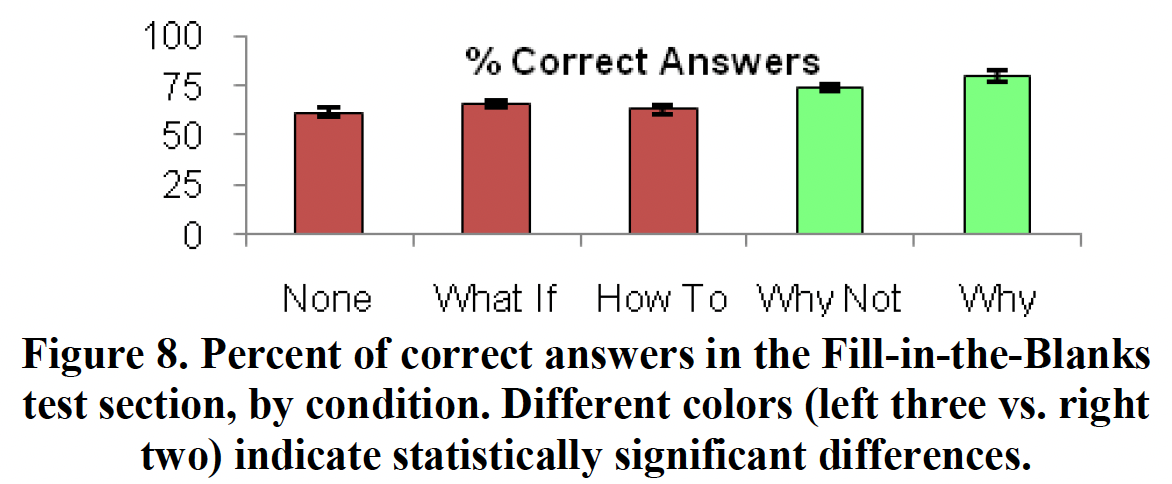 % Correct Answers
100
75
50
25
0
None What If How To Why Not Why
Figure 8. Percent of correct answers in the Fill-in-the-Blanks
test section, by condition. Different colors (left three vs. right
two) indicate statistically significant differences.